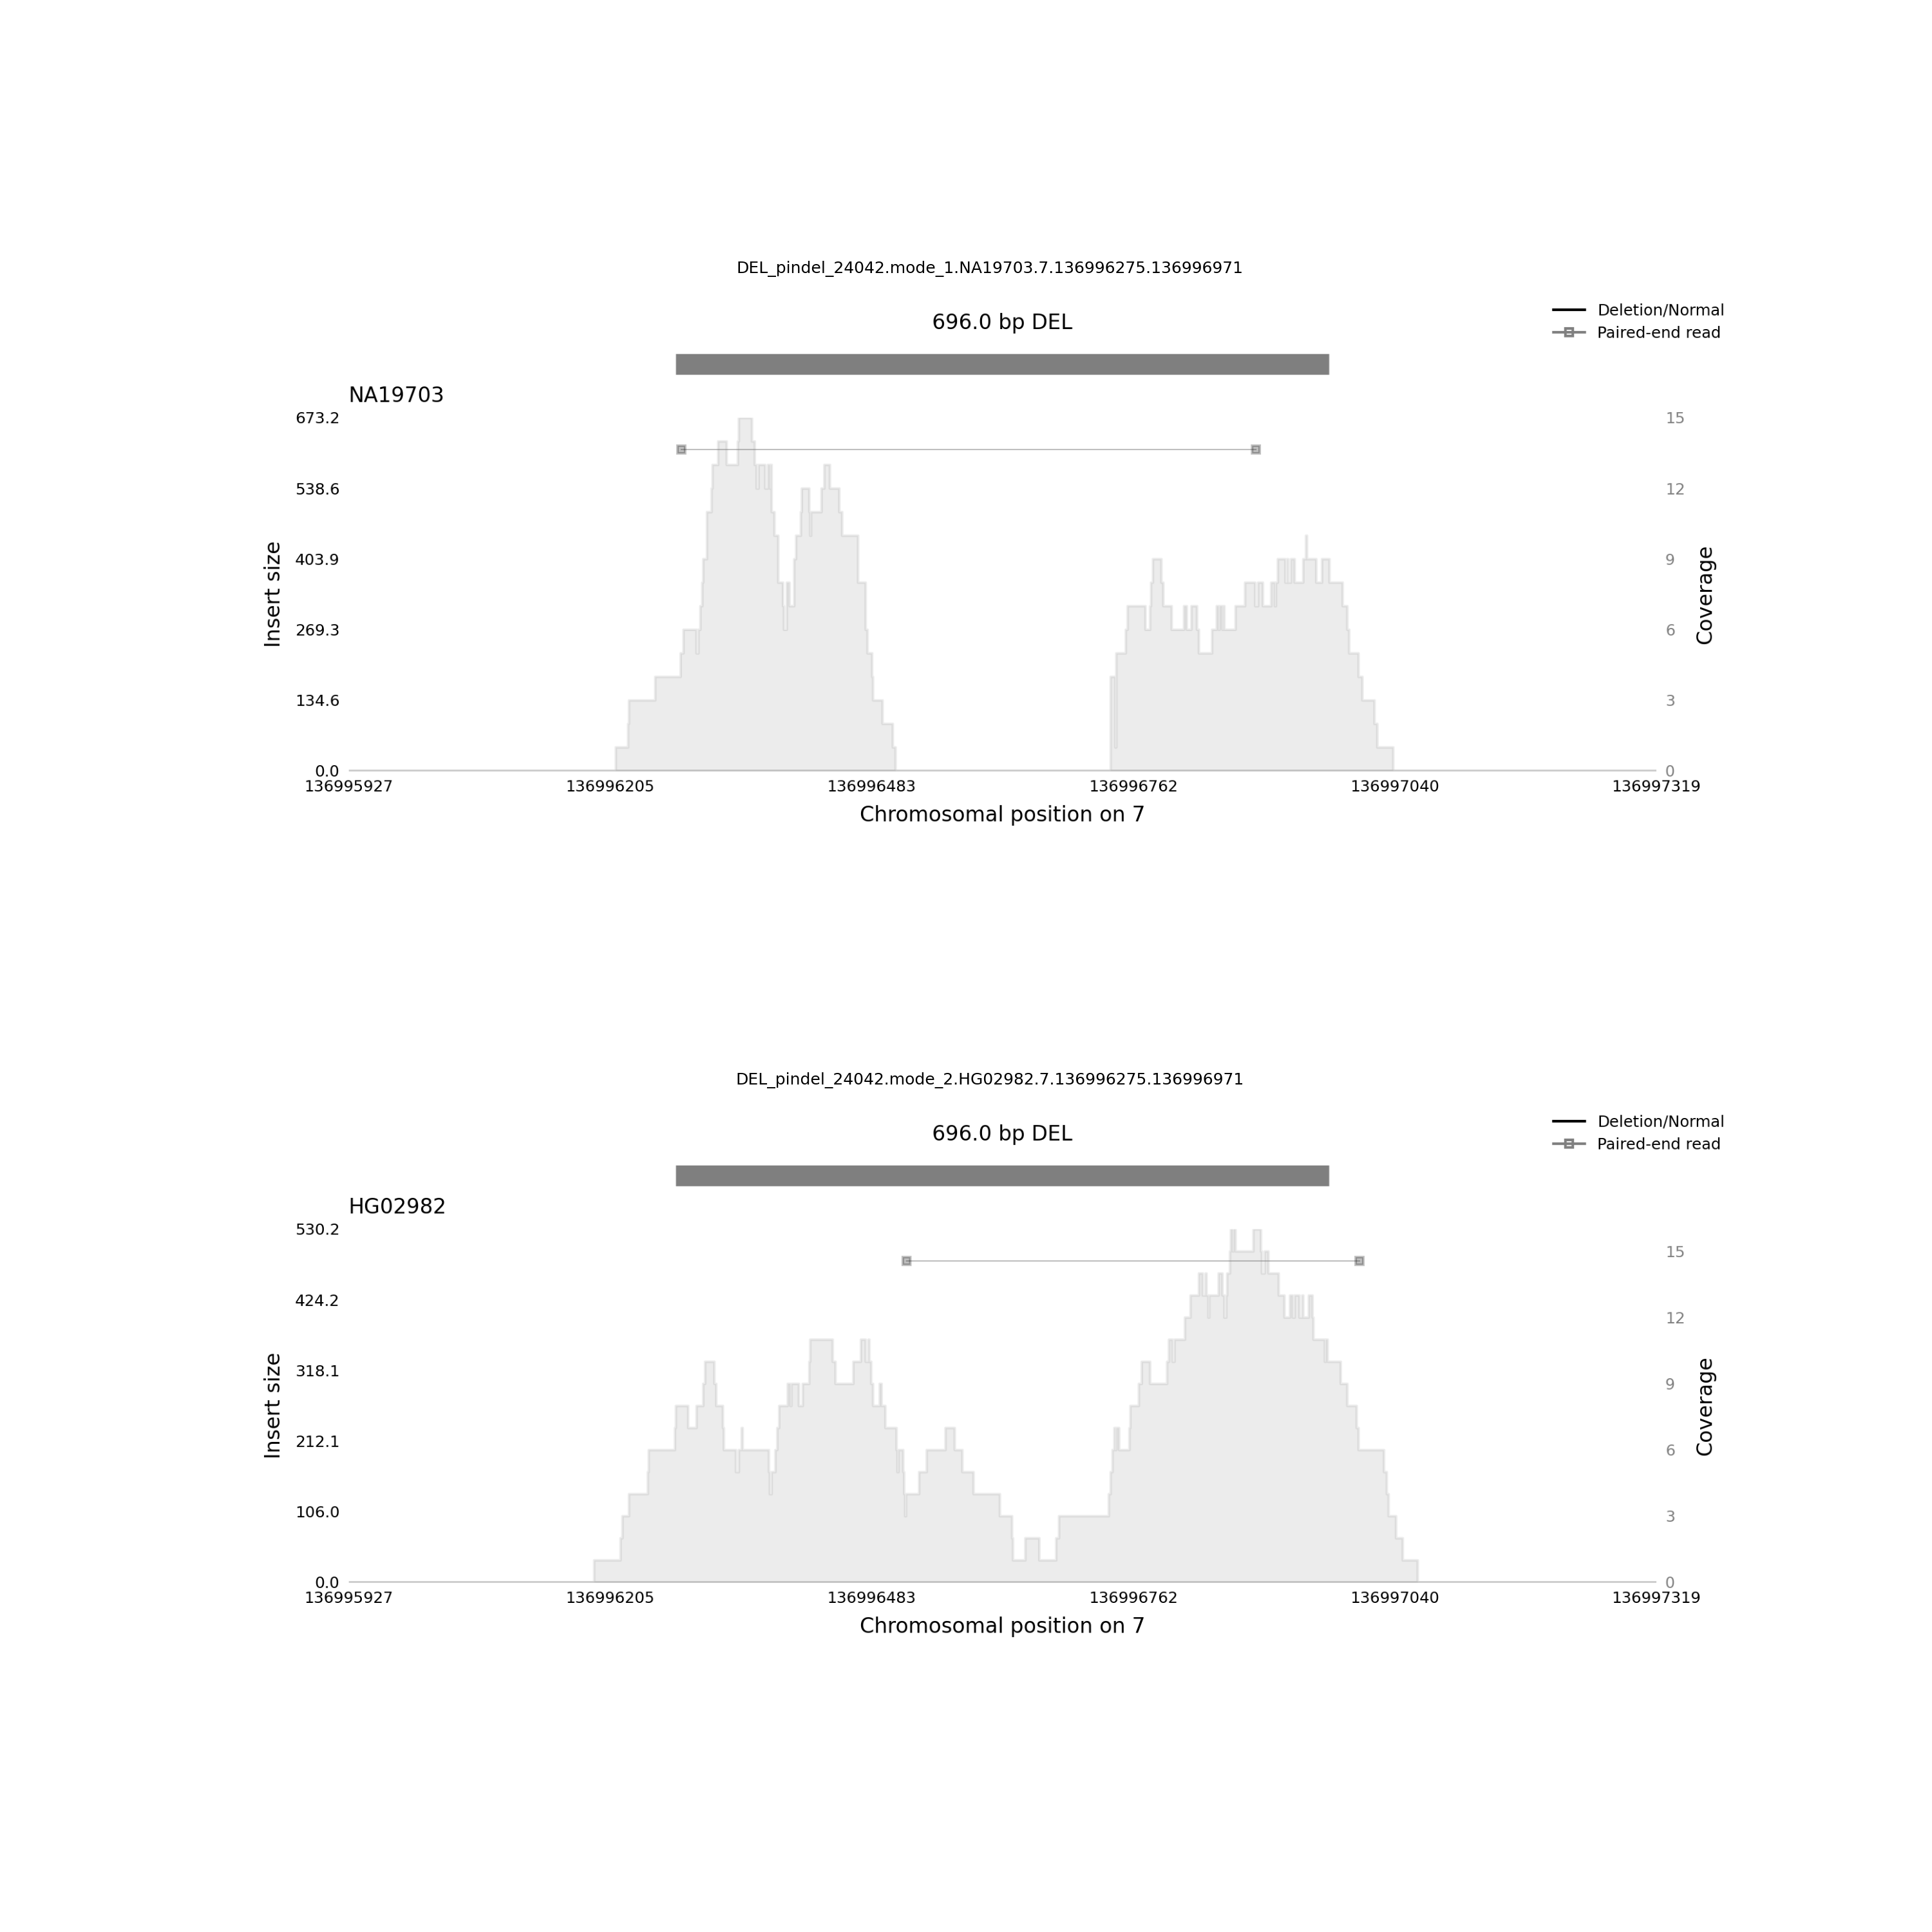 DEL_pindel_24042.mode_1.NA19703.7.136996275.136996971
696.0 bp DEL
Deletion/Normal
Paired-end read
NA19703
673.2
538.6
403.9
269.3
134.6
0.0
Insert size
15
12
9
6
3
0
Coverage
136995927 136996205 136996483 136996762 136997040 136997319
Chromosomal position on 7
DEL_pindel_24042.mode_2.HG02982.7.136996275.136996971
696.0 bp DEL
Deletion/Normal
Paired-end read
HG02982
530.2
424.2
318.1
212.1
106.0
0.0
Insert size
15
12
9
6
3
0
Coverage
136995927 136996205 136996483 136996762 136997040 136997319
Chromosomal position on 7